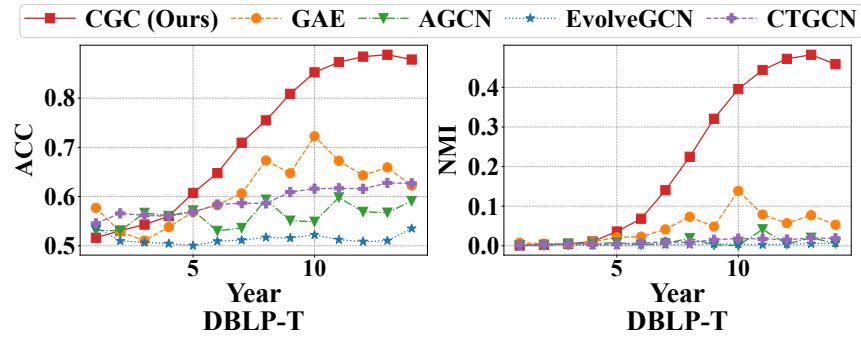 CGC (Ours) GAE AGCN EvolveGCN CTGCN
ACC
0.8
0.7
0.6
0.5
5 10
Year
DBLP-T
NMI
0.4
0.3
0.2
0.1
0.0
5 10
Year
DBLP-T